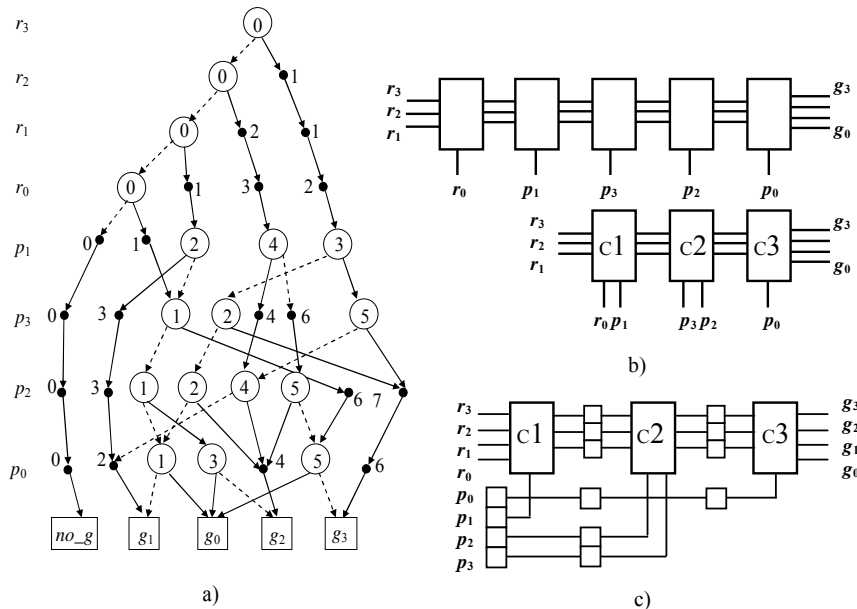 r3 0
r2 0 1
r1 0 2 1
r0 0 1 3 2
p1 0 1 2 4 3
p3 0 3 1 2 4 6 5
p2 0 3 1 2 4 5 6 7
p0 0 2 1 3 4 5 6
no_g g1 g0 g2 g3
a)
r3 g3
r2
r1 g0
r0 p1 p3 p2 p0
r3 g3
r2 c1 c2 c3
r1 g0
r0 p1 p3 p2 p0
b)
r3 g3
r2 c1 c2 c3 g2
r1 g1
r0 g0
p0
p1
p2
p3
c)